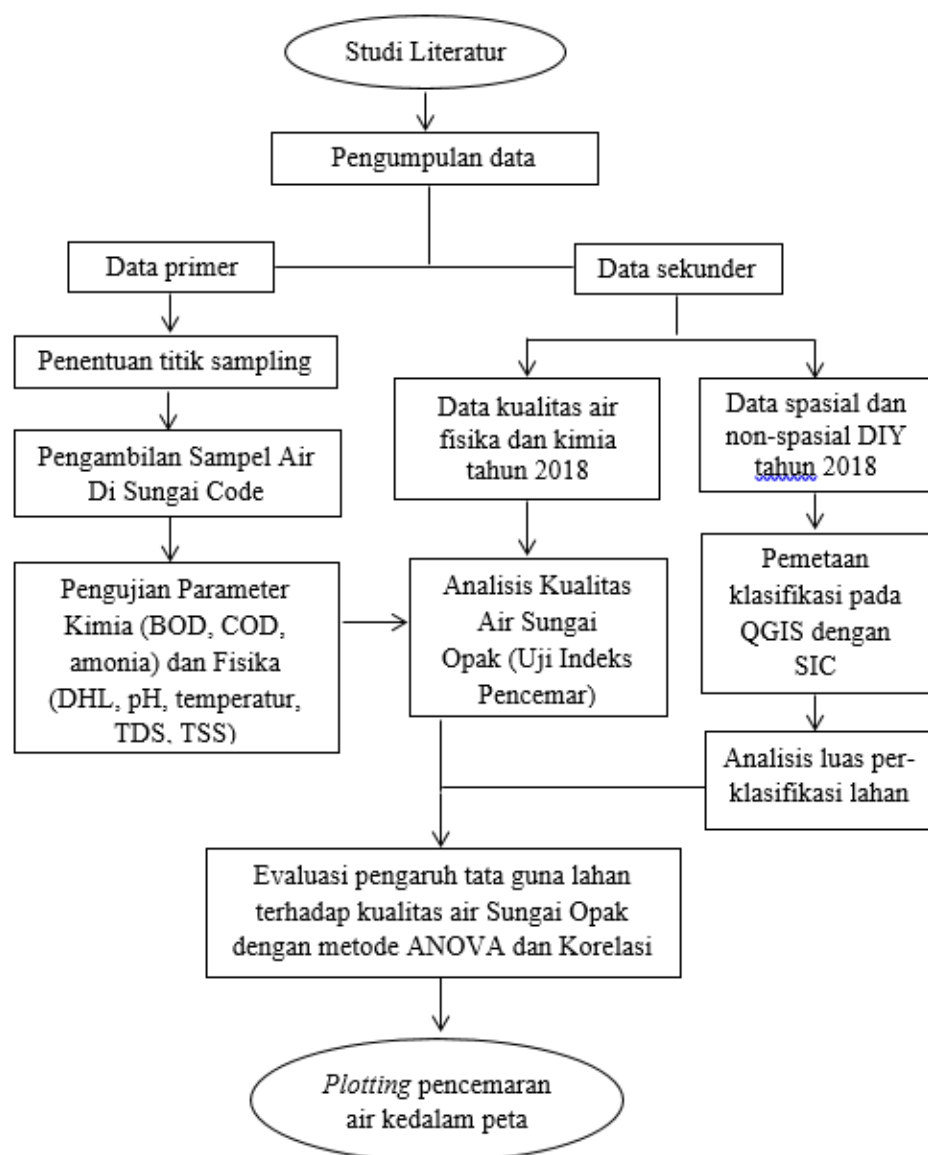 Studi Literatur
Pengumpulan data
Data primer
Data sekunder
Penentuan titik sampling
Pengambilan Sampel Air
Di Sungai Code
Pengujian Parameter
Kimia (BOD, COD,
amonia) dan Fisika
(DHL, pH, temperatur,
TDS, TSS)
Data kualitas air
fisika dan kimia
tahun 2018
Analisis Kualitas
Air Sungai
Opak (Uji Indeks
Pencemar)
Data spasial dan
non-spasial DIY
tahun 2018
Pemetaan
klasifikasi pada
QGIS dengan
SIC
Analisis luas per-
klasifikasi lahan
Evaluasi pengaruh tata guna lahan
terhadap kualitas air Sungai Opak
dengan metode ANOVA dan Korelasi
Plotting pencemaran
air kedalam peta